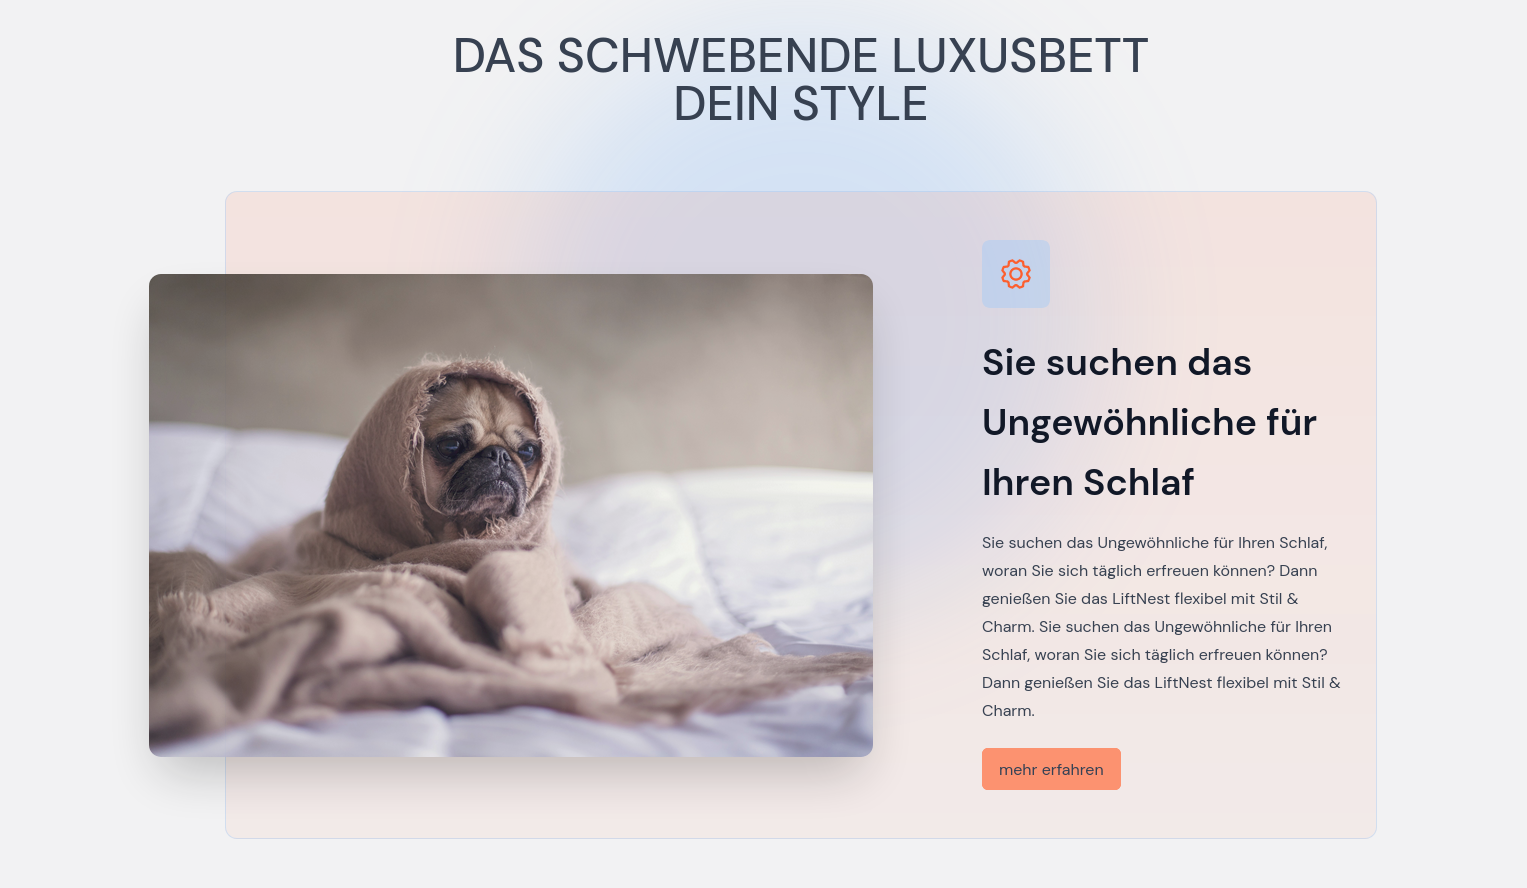 DAS SCHWEBENDE LUXUSBETT
DEIN STYLE
Sie suchen das
Ungewöhnliche für
Ihren Schlaf
Sie suchen das Ungewöhnliche für Ihren Schlaf,
woran Sie sich täglich erfreuen können? Dann
genießen Sie das LiftNest flexibel mit Stil &
Charm. Sie suchen das Ungewöhnliche für Ihren
Schlaf, woran Sie sich täglich erfreuen können?
Dann genießen Sie das LiftNest flexibel mit Stil &
Charm.
mehr erfahren